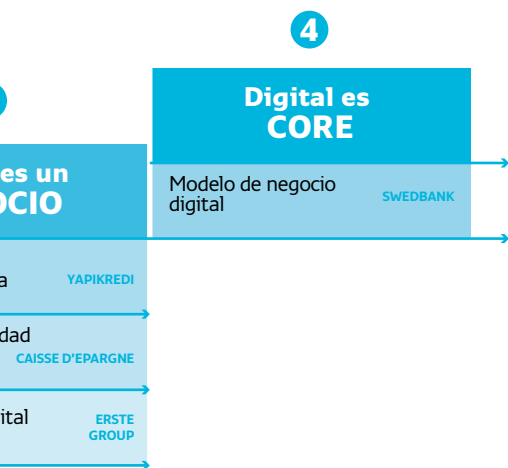 4
Digital es
CORE
es un
OCIO
Modelo de negocio
digital
SWEDBANK
a
YAPIKREDI
dad
CAISSE D'EPARGNE
ital
ERSTE
GROUP